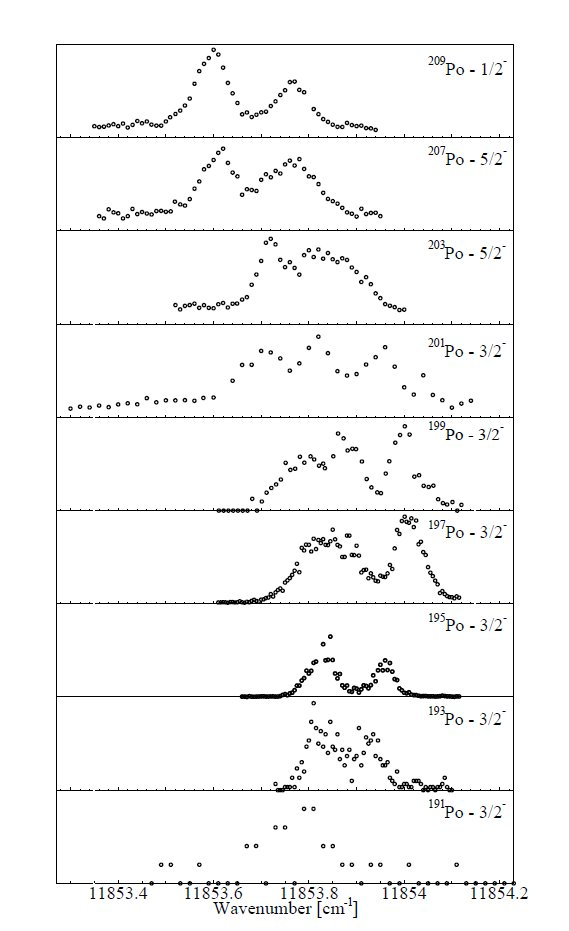 209Po - 1/2-
207Po - 5/2-
203Po - 5/2-
201Po - 3/2-
199Po - 3/2-
197Po - 3/2-
195Po - 3/2-
193Po - 3/2-
191Po - 3/2-
11853.4 11853.6 11853.8 11854 11854.2
Wavenumber [cm-1]